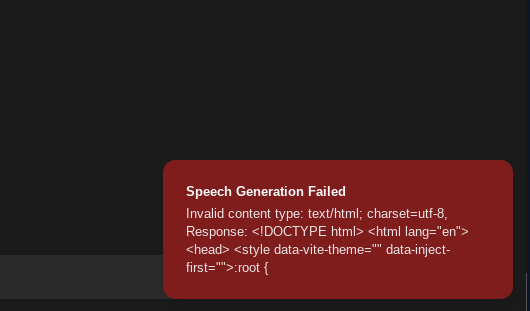 Speech Generation Failed
Invalid content type: text/html; charset=utf-8,
Response: <!DOCTYPE html> <html lang="en">
<head> <style data-vite-theme="" data-inject-
first="">:root {